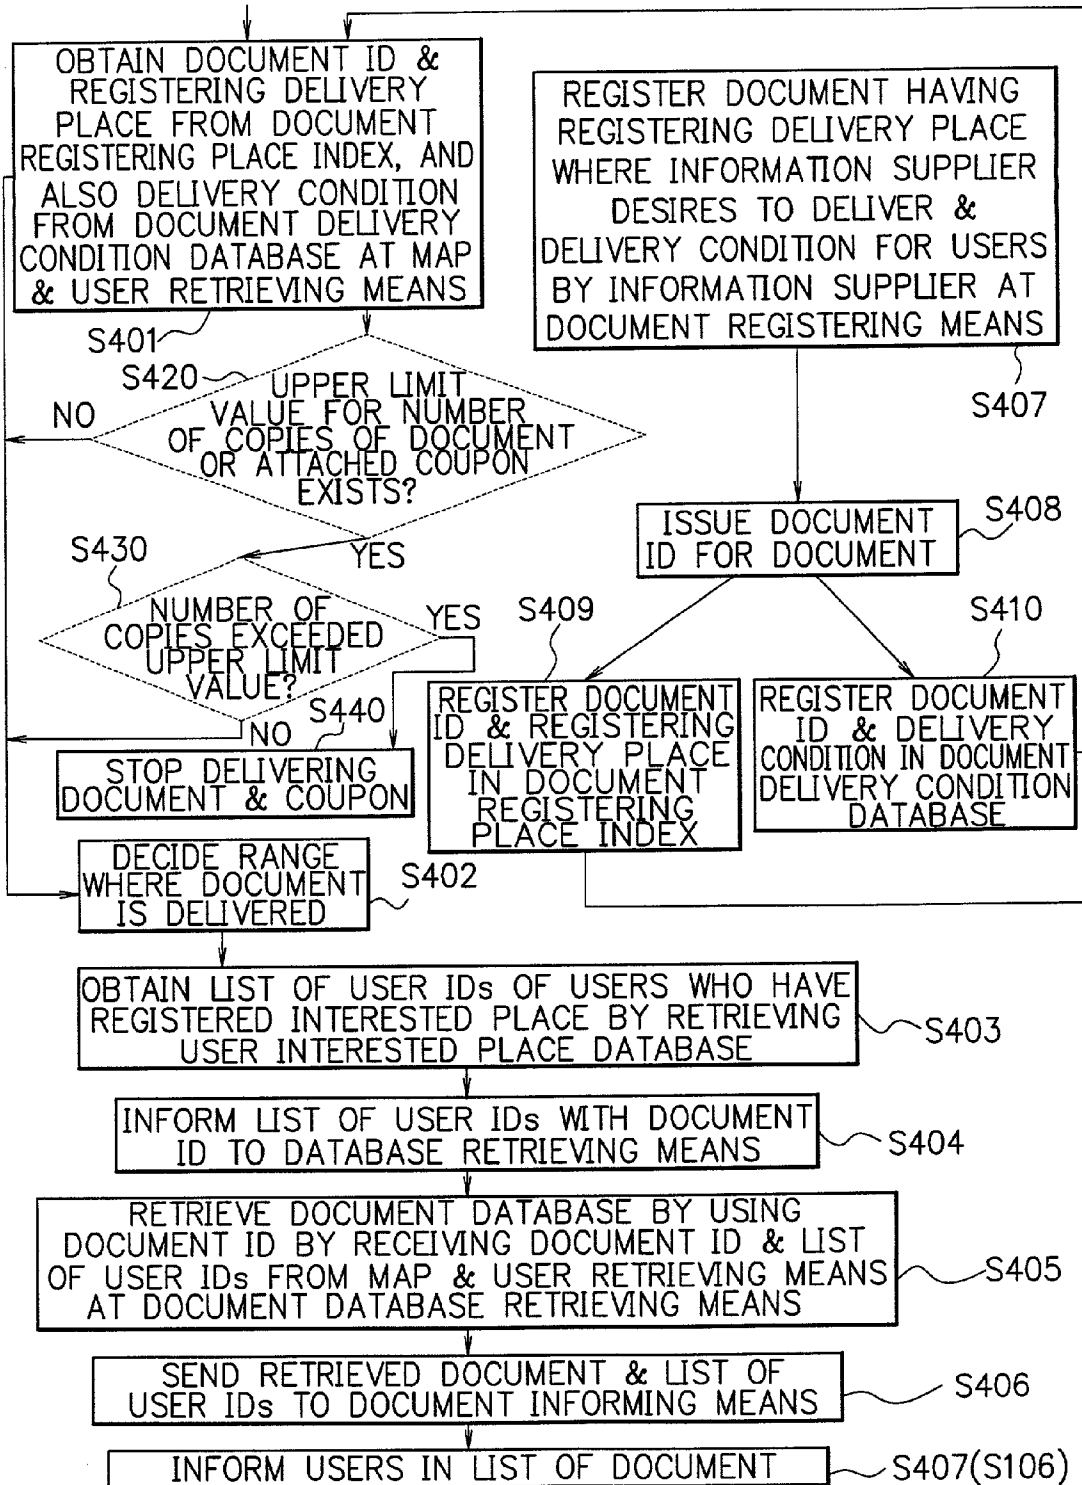 OBTAIN DOCUMENT ID &
REGISTERING DELIVERY
PLACE FROM DOCUMENT
REGISTERING PLACE INDEX, AND
ALSO DELIVERY CONDITION
FROM DOCUMENT DELIVERY
CONDITION DATABASE AT MAP
& USER RETRIEVING MEANS
S401
REGISTER DOCUMENT HAVING
REGISTERING DELIVERY PLACE
WHERE INFORMATION SUPPLIER
DESIRES TO DELIVER &
DELIVERY CONDITION FOR USERS
BY INFORMATION SUPPLIER AT
DOCUMENT REGISTERING MEANS
S407
S420
UPPER LIMIT
VALUE FOR NUMBER
OF COPIES OF DOCUMENT
OR ATTACHED COUPON
EXISTS?
NO
YES
ISSUE DOCUMENT
ID FOR DOCUMENT
S408
S430
NUMBER OF
COPIES EXCEEDED
UPPER LIMIT
VALUE?
YES
NO
S440
STOP DELIVERING
DOCUMENT & COUPON
S409
REGISTER DOCUMENT
ID & REGISTERING
DELIVERY PLACE
IN DOCUMENT
REGISTERING
PLACE INDEX
S410
REGISTER DOCUMENT
ID & DELIVERY
CONDITION IN DOCUMENT
DELIVERY CONDITION
DATABASE
DECIDE RANGE
WHERE DOCUMENT
IS DELIVERED
S402
OBTAIN LIST OF USER IDs OF USERS WHO HAVE
REGISTERED INTERESTED PLACE BY RETRIEVING
USER INTERESTED PLACE DATABASE
S403
INFORM LIST OF USER IDs WITH DOCUMENT
ID TO DATABASE RETRIEVING MEANS
S404
RETRIEVE DOCUMENT DATABASE BY USING
DOCUMENT ID BY RECEIVING DOCUMENT ID & LIST
OF USER IDs FROM MAP & USER RETRIEVING MEANS
AT DOCUMENT DATABASE RETRIEVING MEANS
S405
SEND RETRIEVED DOCUMENT & LIST OF
USER IDs TO DOCUMENT INFORMING MEANS
S406
INFORM USERS IN LIST OF DOCUMENT
S407(S106)